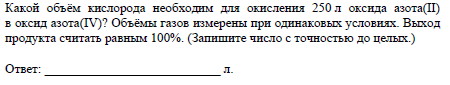 Какой объём кислорода необходим для окисления 250 л оксида азота(II)
в оксид азота(IV)? Объёмы газов измерены при одинаковых условиях. Выход
продукта считать равным 100%. (Запишите число с точностью до целых.)
Ответ: ____________________________ л.